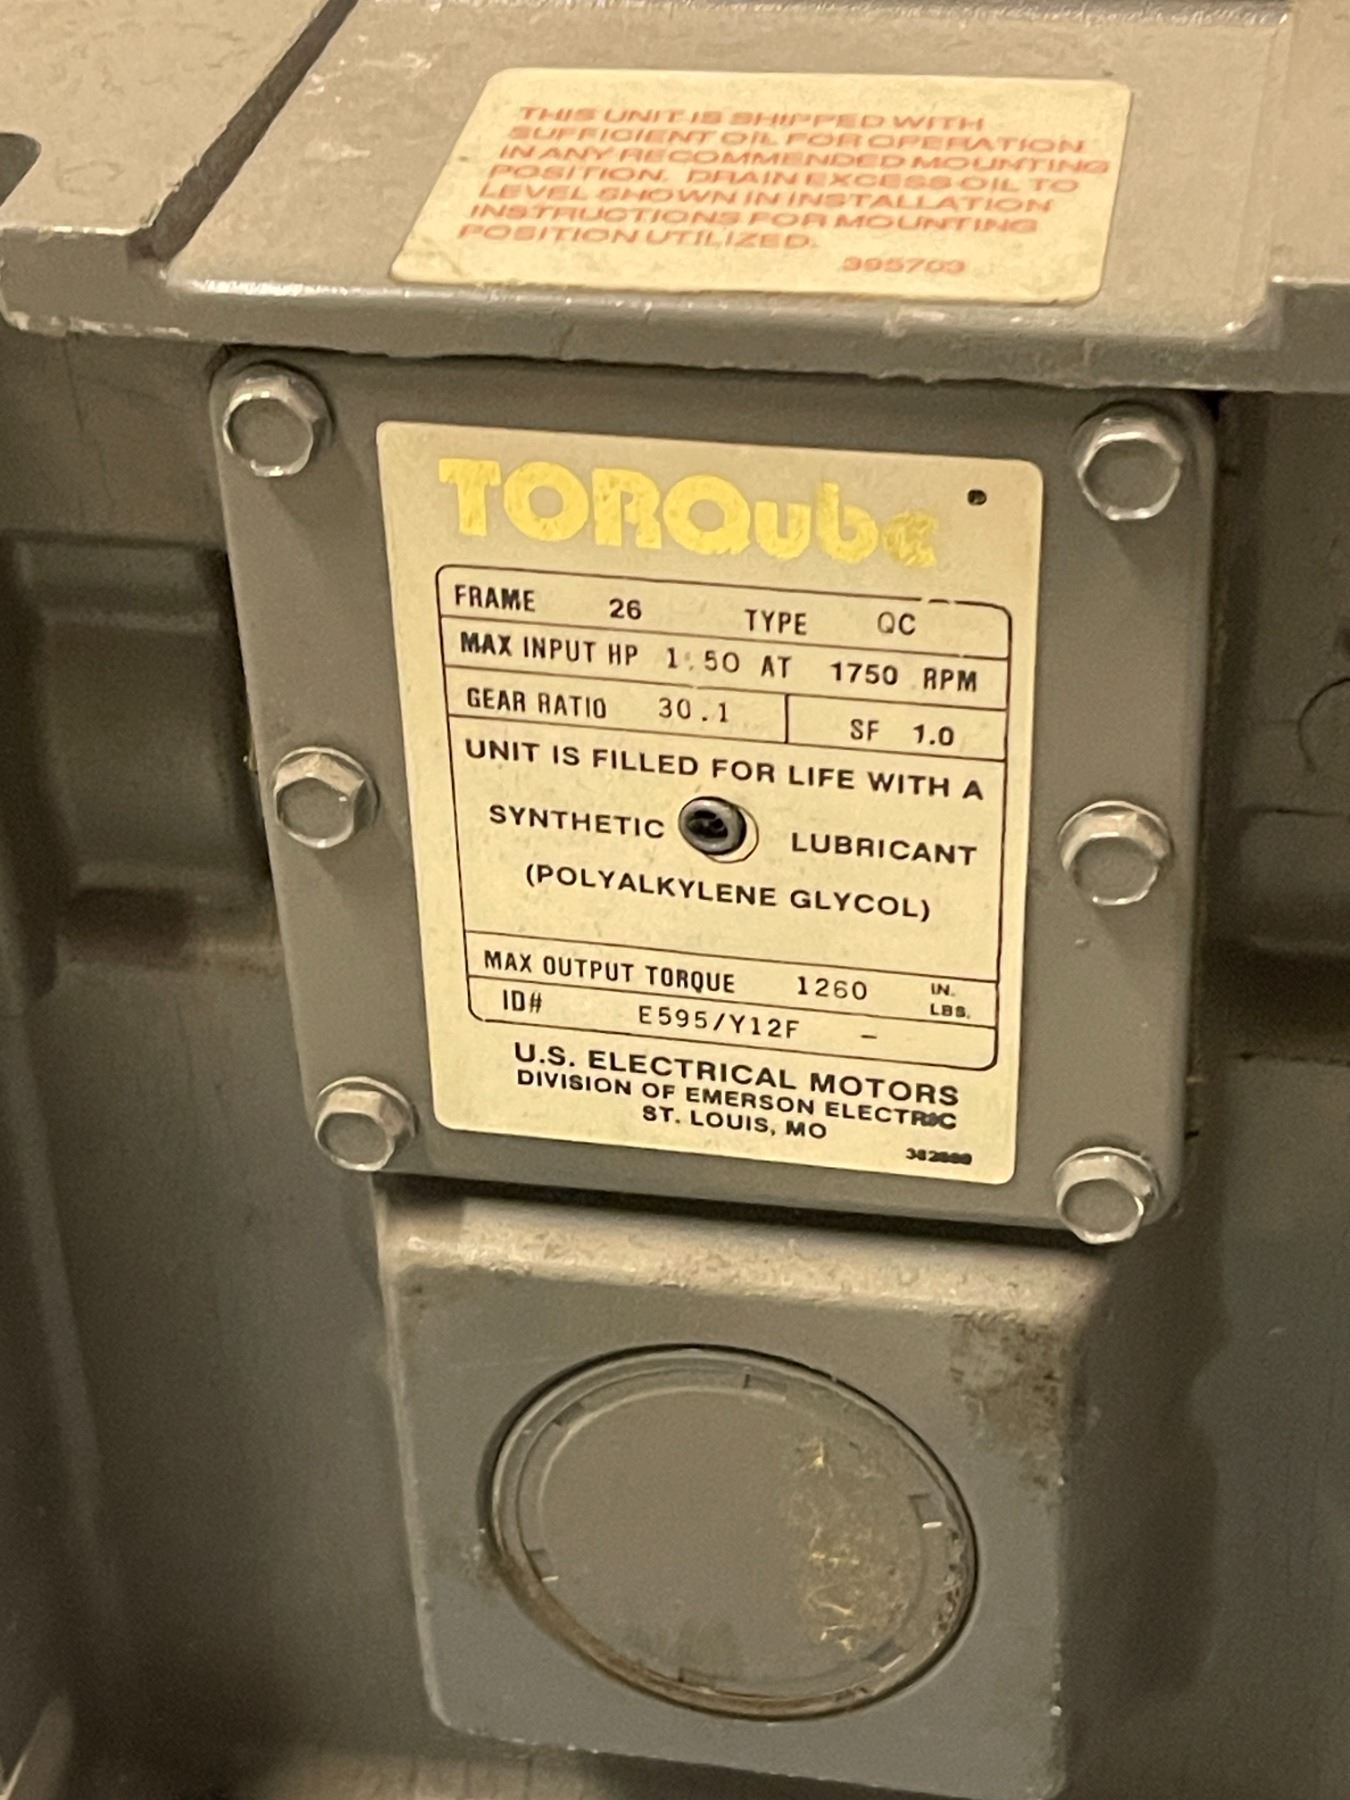 THIS UNIT IS SHIPPED WITH
SUFFICIENT OIL FOR OPERATION
IN ANY RECOMMENDED MOUNTING
POSITION. DRAIN EXCESS OIL TO
LEVEL SHOWN IN INSTALLATION
INSTRUCTIONS FOR MOUNTING
POSITION UTILIZED.
395703
TORQube
FRAME 26 TYPE QC
MAX INPUT HP 1.50 AT 1750 RPM
GEAR RATIO 30.1 SF 1.0
UNIT IS FILLED FOR LIFE WITH A
SYNTHETIC LUBRICANT
(POLYALKYLENE GLYCOL)
MAX OUTPUT TORQUE 1260 IN. LBS.
ID# E595/Y12F -
U.S. ELECTRICAL MOTORS
DIVISION OF EMERSON ELECTRIC
ST. LOUIS, MO